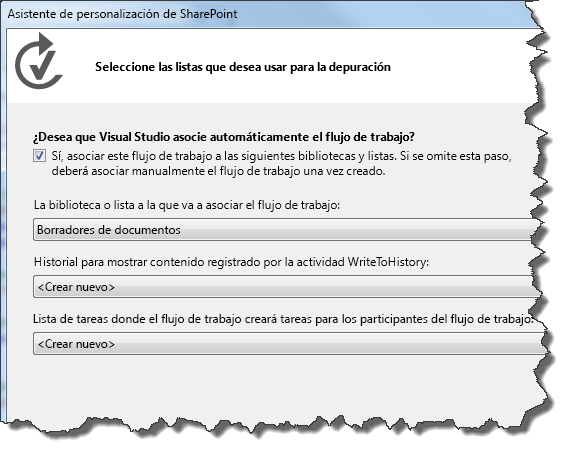 Asistente de personalización de SharePoint
Seleccione las listas que desea usar para la depuración
¿Desea que Visual Studio asocie automáticamente el flujo de trabajo?
Sí, asociar este flujo de trabajo a las siguientes bibliotecas y listas. Si se omite esta paso,
deberá asociar manualmente el flujo de trabajo una vez creado.
La biblioteca o lista a la que va a asociar el flujo de trabajo:
Borradores de documentos
Historial para mostrar contenido registrado por la actividad WriteToHistory:
<Crear nuevo>
Lista de tareas donde el flujo de trabajo creará tareas para los participantes del flujo de trabajo:
<Crear nuevo>